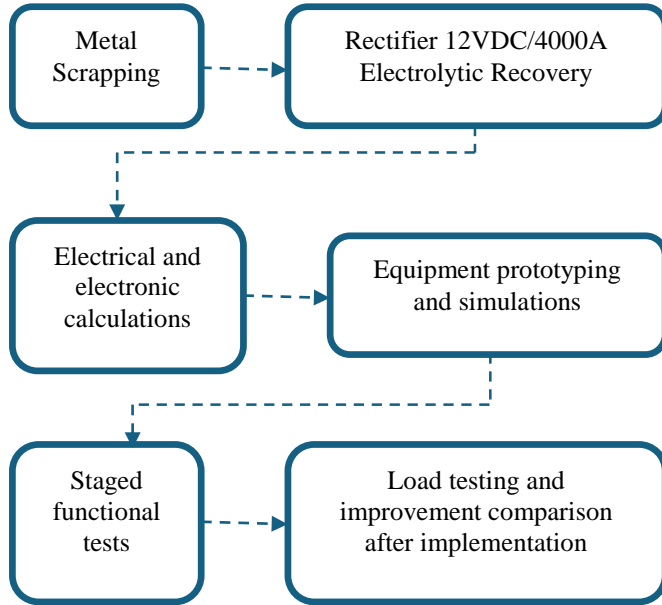 Metal
Scrapping
Rectifier 12VDC/4000A
Electrolytic Recovery
Electrical and
electronic
calculations
Equipment prototyping
and simulations
Staged
functional
tests
Load testing and
improvement comparison
after implementation